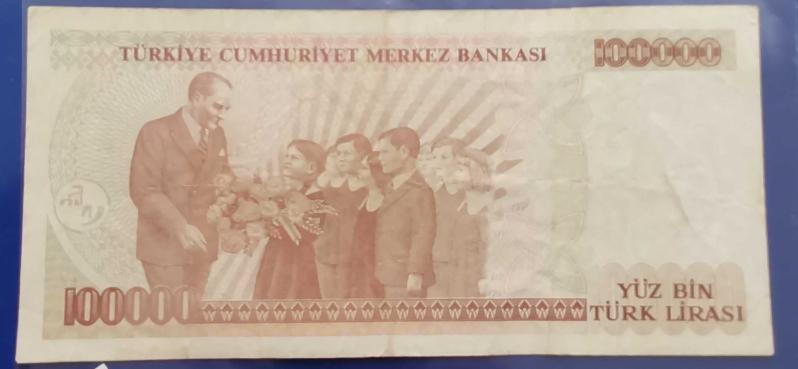 TÜRKİYE CUMHURİYET MERKEZ BANKASI
100000
100000
YÜZ BİN
TÜRK LİRASI